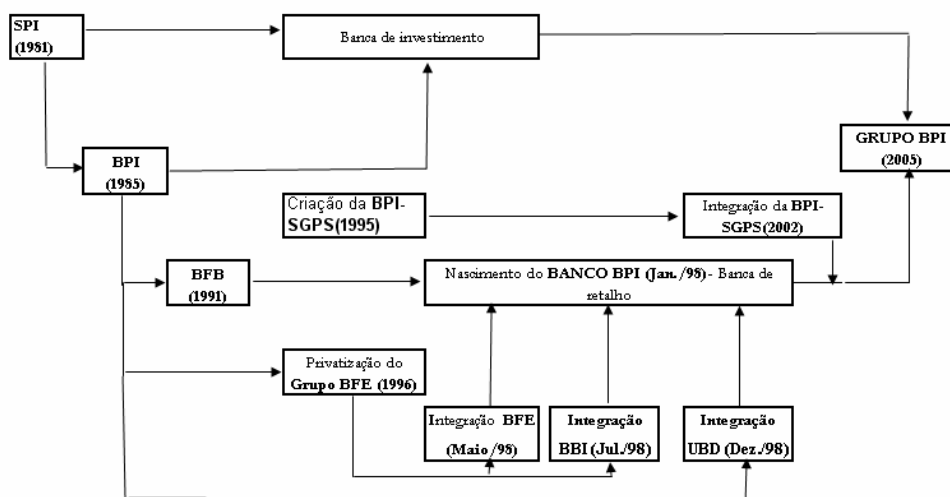 SPI
(1981)
Banca de investimento
GRUPO BPI
(2005)
BPI
(1985)
Criação da BPI-
SGPS(1995)
Integração da BPI-
SGPS(2002)
BFB
(1991)
Nascimento do BANCO BPI (Jan./98)- Banca de
retalho
Privatização do
Grupo BFE (1996)
Integração BFE
(Maio/98)
Integração
BBI (Jul./98)
Integração
UBD (Dez./98)